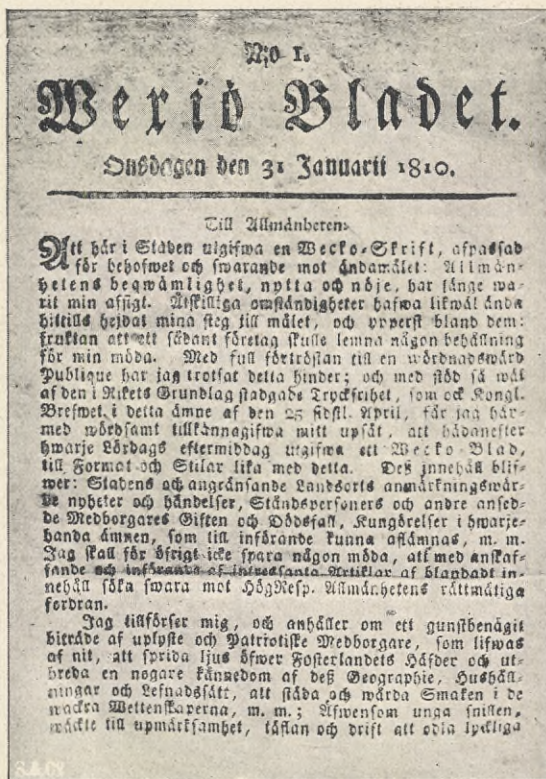 N:o 1.
Wexiö Bladet.
Onsdagen den 31 Januarii 1810.
Till Allmänheten.
Att här i Staden utgifwa en Wecko-Skrift, afpassad
för behofwet och swarande mot ändamålet: Allmän-
hetens beqwämlighet, nytta och nöje, har länge wa-
rit min afsigt. Åtskilliga omständigheter hafwa likwäl ända
hittills hejdat mina steg till målet, och ypperst bland dem:
fruktan att ett sådant företag skulle lemna någon behållning
för min möda. Med full förtröstan till en wördnadswärd
Publique har jag trotsat detta hinder; och med stöd så wäl
af den i Rikets Grundlag stadgade Tryckfrihet, som ock Kongl.
Brefwet i detta ämne af den 25 sidstl. April, får jag här-
med wördsamt tillkännagifwa mitt upsåt, att hädanefter
hwarje Lördags eftermiddag utgifwa ett Wecko-Blad,
till Format och Stilar lika med detta. Deß innehåll blif-
wer: Stadens och angränsande Landsorts anmärkningswär-
de nyheter och händelser, Ståndspersoners och andre ansed-
de Medborgares Giften och Dödsfall, Kungörelser i hwarje-
handa ämnen, som till införande kunna aflämnas, m. m.
Jag skall för öfrigt icke spara någon möda, att med anskaf-
fande och införande af intressanta Artiklar af blandadt in-
nehåll söka swara mot HögResp. Allmänhetens rättmätiga
fordran.
Jag tillförser mig, och anhåller om ett gunstbenägit
biträde af uplyste och Patriotiske Medborgare, som lifwas
af nit, att sprida ljus öfwer Fosterlandets Häfder och ut-
breda en nogare kännedom af deß Geographie, Hushåll-
ningar och Lefnadssätt, att städa och wårda Smaken i de
wackra Wettenskaperna, m. m.; Äfwensom unga snillen,
wäckte till upmärksamhet, täflan och drift att odla lyckliga